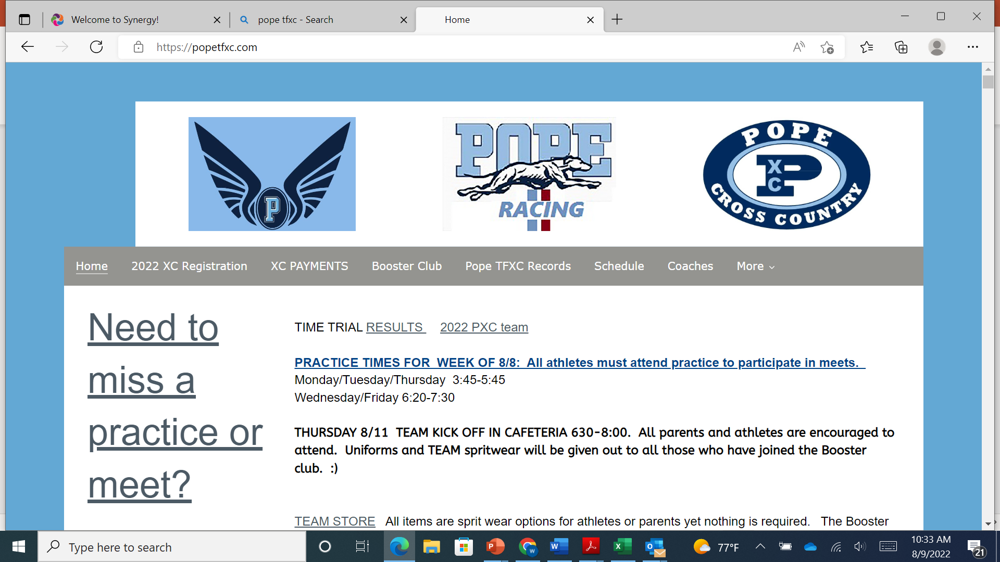 Welcome to Synergy!
pope tfxc - Search
Home
https://popetfxc.com
P
POPE
RACING
POPE
XC
P
CROSS COUNTRY
Home 2022 XC Registration XC PAYMENTS Booster Club Pope TFXC Records Schedule Coaches More
Need to
miss a
practice or
meet?
TIME TRIAL RESULTS 2022 PXC team
PRACTICE TIMES FOR WEEK OF 8/8: All athletes must attend practice to participate in meets.
Monday/Tuesday/Thursday 3:45-5:45
Wednesday/Friday 6:20-7:30
THURSDAY 8/11 TEAM KICK OFF IN CAFETERIA 630-8:00. All parents and athletes are encouraged to
attend. Uniforms and TEAM spritwear will be given out to all those who have joined the Booster
club. :)
TEAM STORE All items are sprit wear options for athletes or parents yet nothing is required. The Booster
Type here to search
77°F
10:33 AM
8/9/2022
21